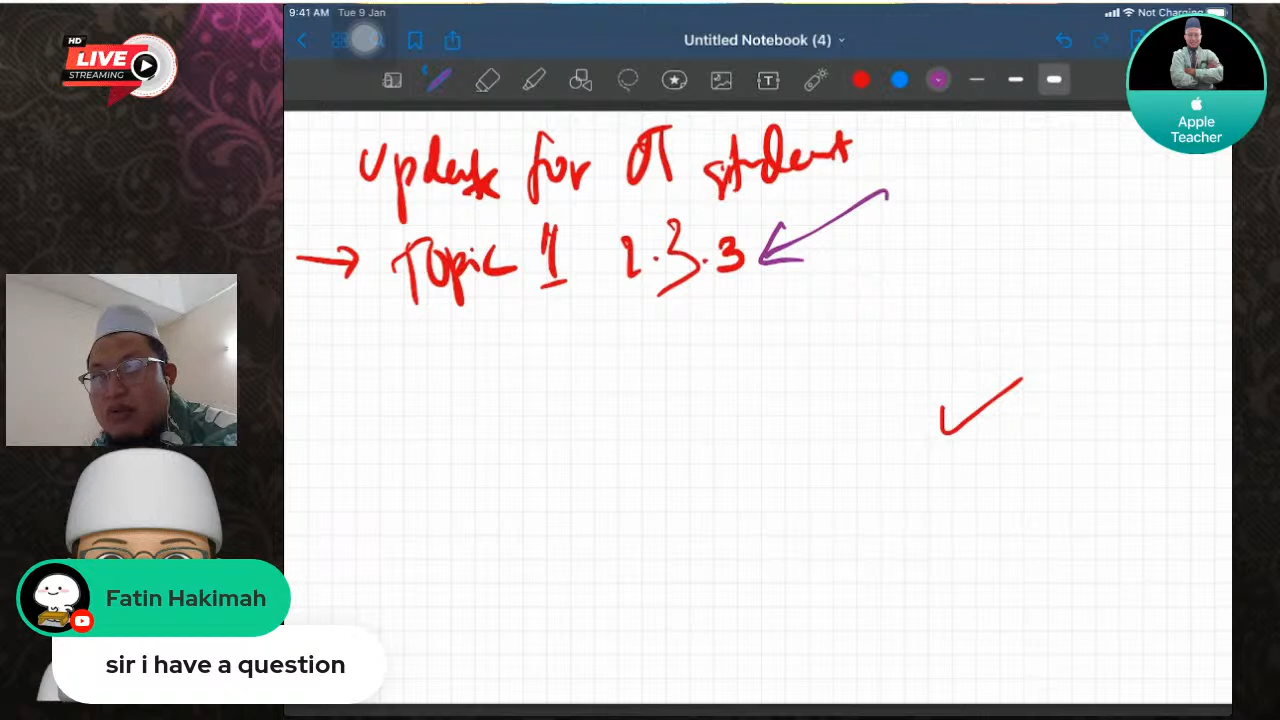 9:41 AM Tue 9 Jan
Not Charging
Untitled Notebook (4)
HD
LIVE
STREAMING
T
Apple
Teacher
Update for student
→ Topic 1 1.3.3
Fatin Hakimah
sir i have a question